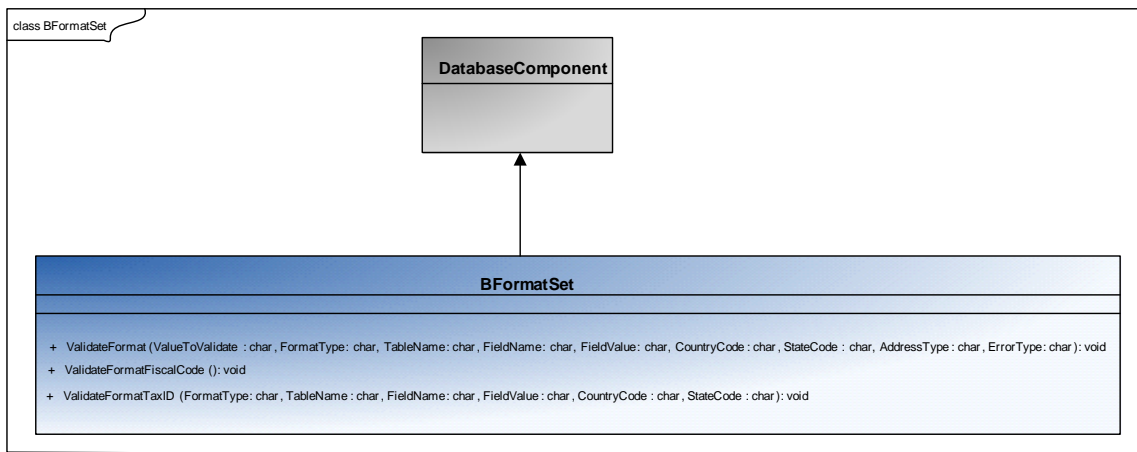 class BFormatSet
DatabaseComponent
BFormatSet
+ ValidateFormat (ValueToValidate : char, FormatType: char, TableName: char, FieldName: char, FieldValue: char, CountryCode : char, StateCode : char, AddressType: char, ErrorType: char): void
+ ValidateFormatFiscalCode (): void
+ ValidateFormatTaxID (FormatType: char, TableName : char, FieldName: char, FieldValue : char, CountryCode : char, StateCode : char): void